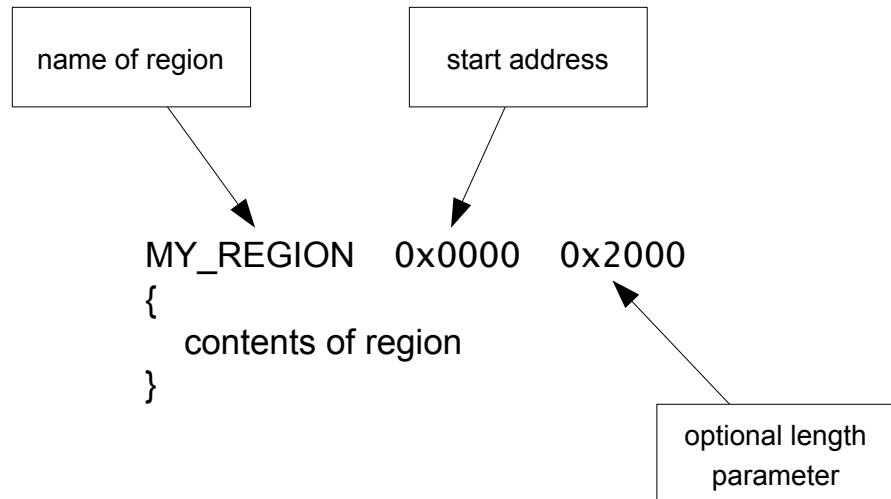 name of region
start address
MY_REGION 0x0000 0x2000
{
contents of region
}
optional length
parameter